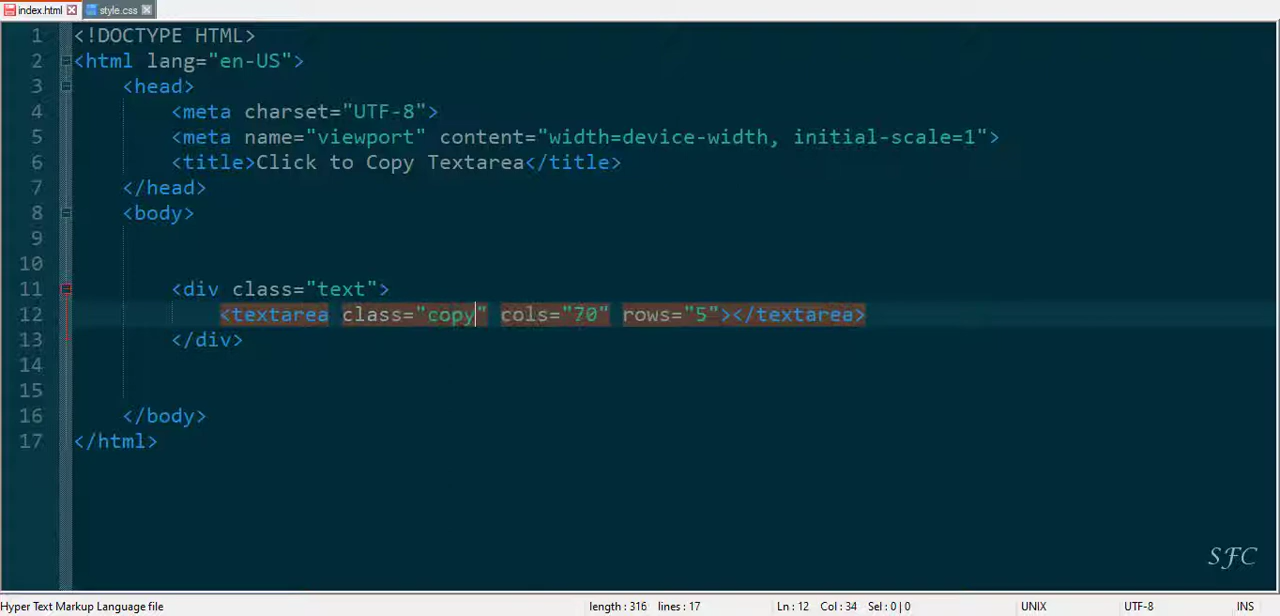 index.html style.css
1 <!DOCTYPE HTML>
2 <html lang="en-US">
3 <head>
4 <meta charset="UTF-8">
5 <meta name="viewport" content="width=device-width, initial-scale=1">
6 <title>Click to Copy Textarea</title>
7 </head>
8 <body>
9
10
11 <div class="text">
12 <textarea class="copy" cols="70" rows="5"></textarea>
13 </div>
14
15
16 </body>
17 </html>
SFC
Hyper Text Markup Language file length : 316 lines : 17 Ln : 12 Col : 34 Sel : 0 | 0 UNIX UTF-8 INS